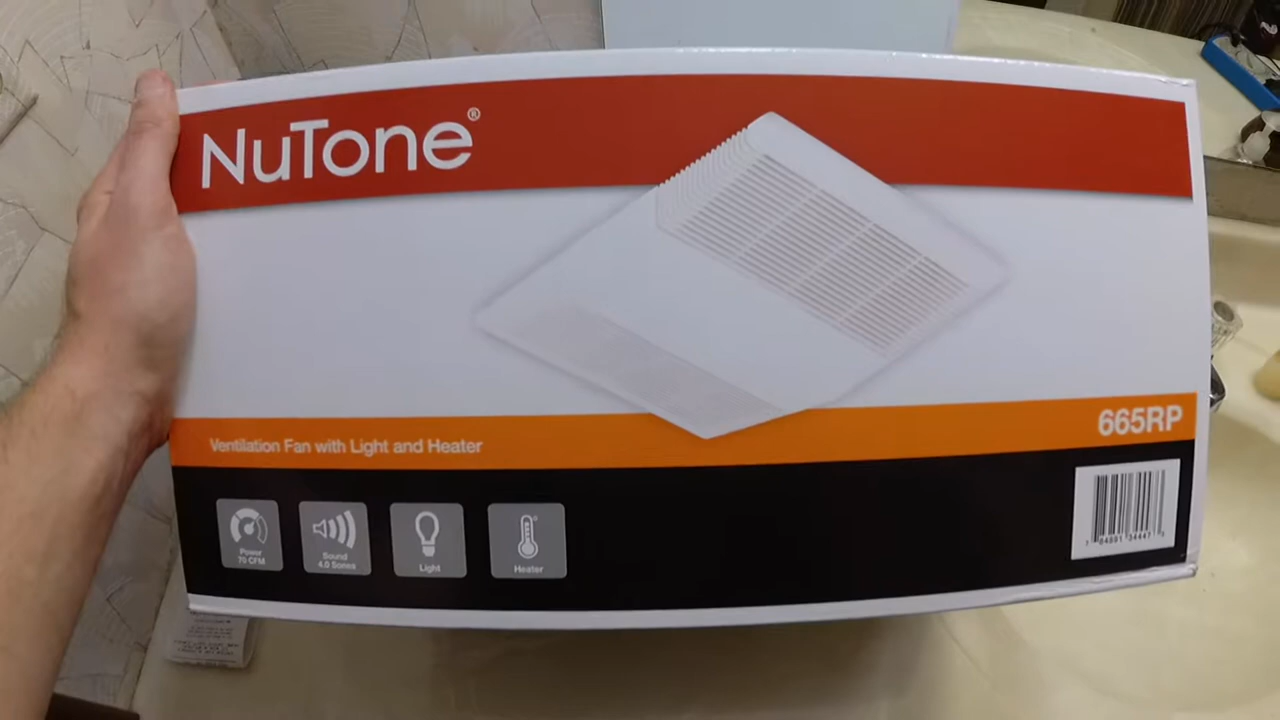 NuTone®
665RP
Ventilation Fan with Light and Heater
Power
70 CFM
Sound
4.0 Sones
Light
Heater